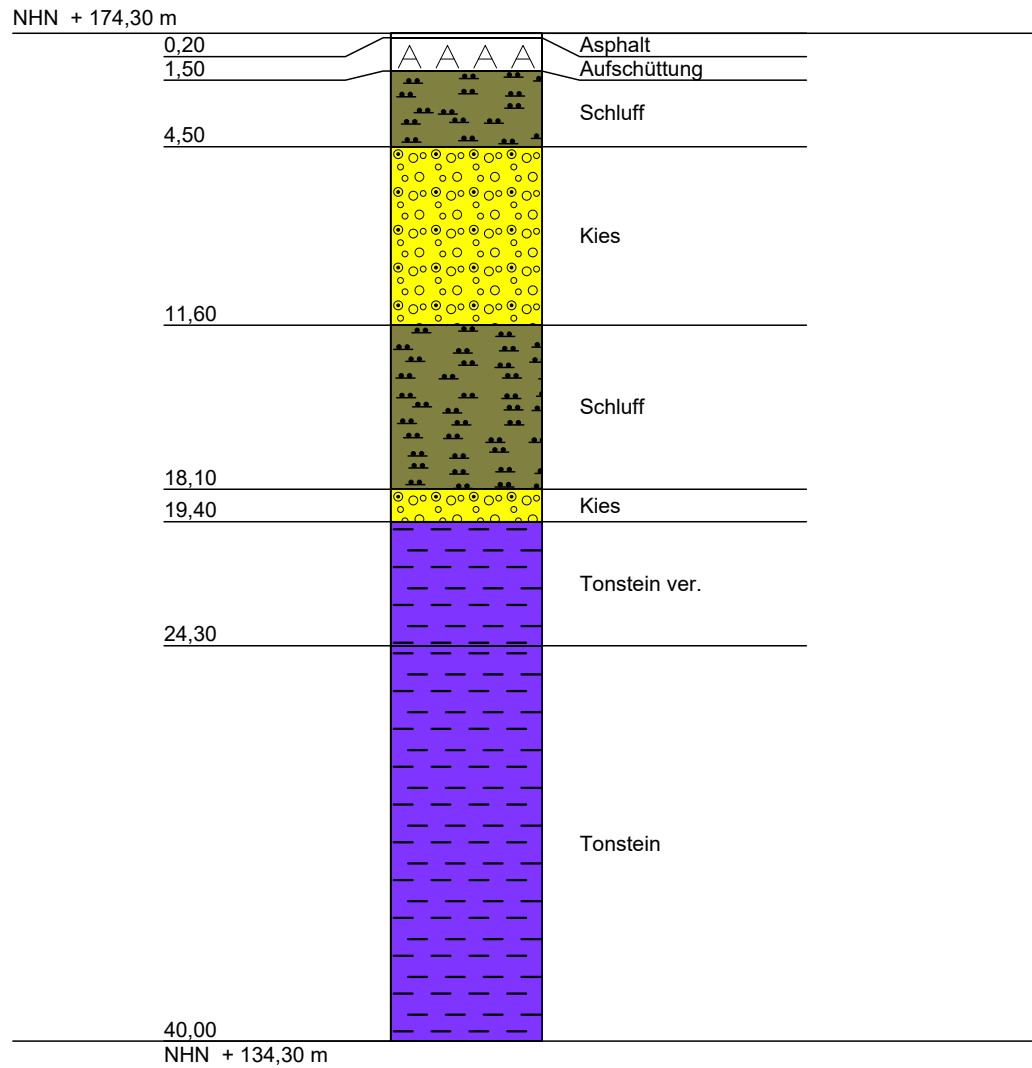 NHN + 174,30 m
0,20 Asphalt
1,50 Aufschüttung
Schluff
4,50
Kies
11,60
Schluff
18,10
Kies
19,40
Tonstein ver.
24,30
Tonstein
40,00
NHN + 134,30 m